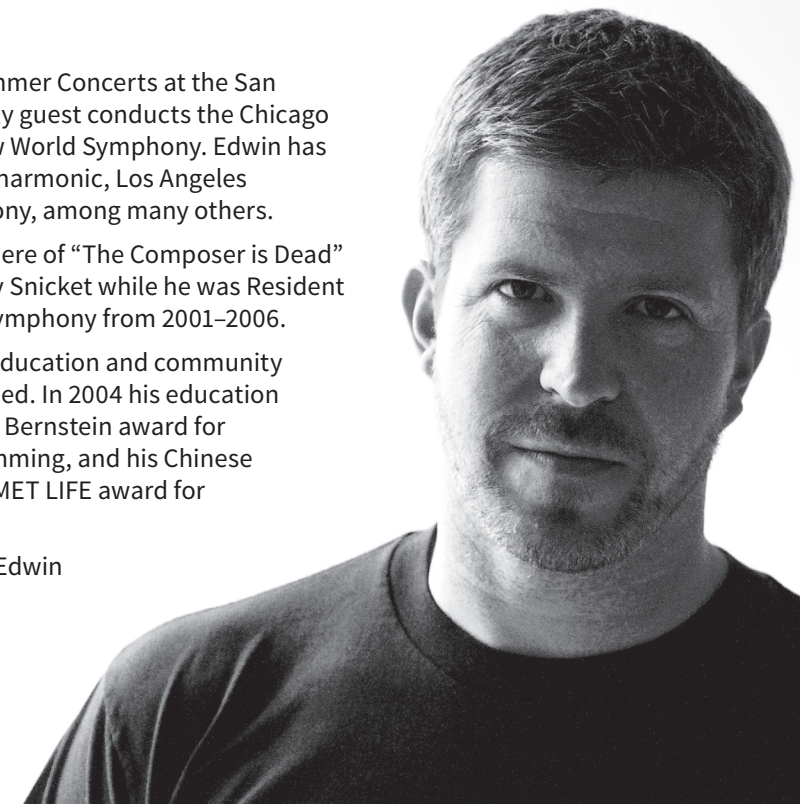 mmer Concerts at the San
y guest conducts the Chicago
w World Symphony. Edwin has
harmonic, Los Angeles
ony, among many others.
ere of “The Composer is Dead”
y Snicket while he was Resident
ymphony from 2001–2006.
ducation and community
ed. In 2004 his education
Bernstein award for
mming, and his Chinese
MET LIFE award for
Edwin